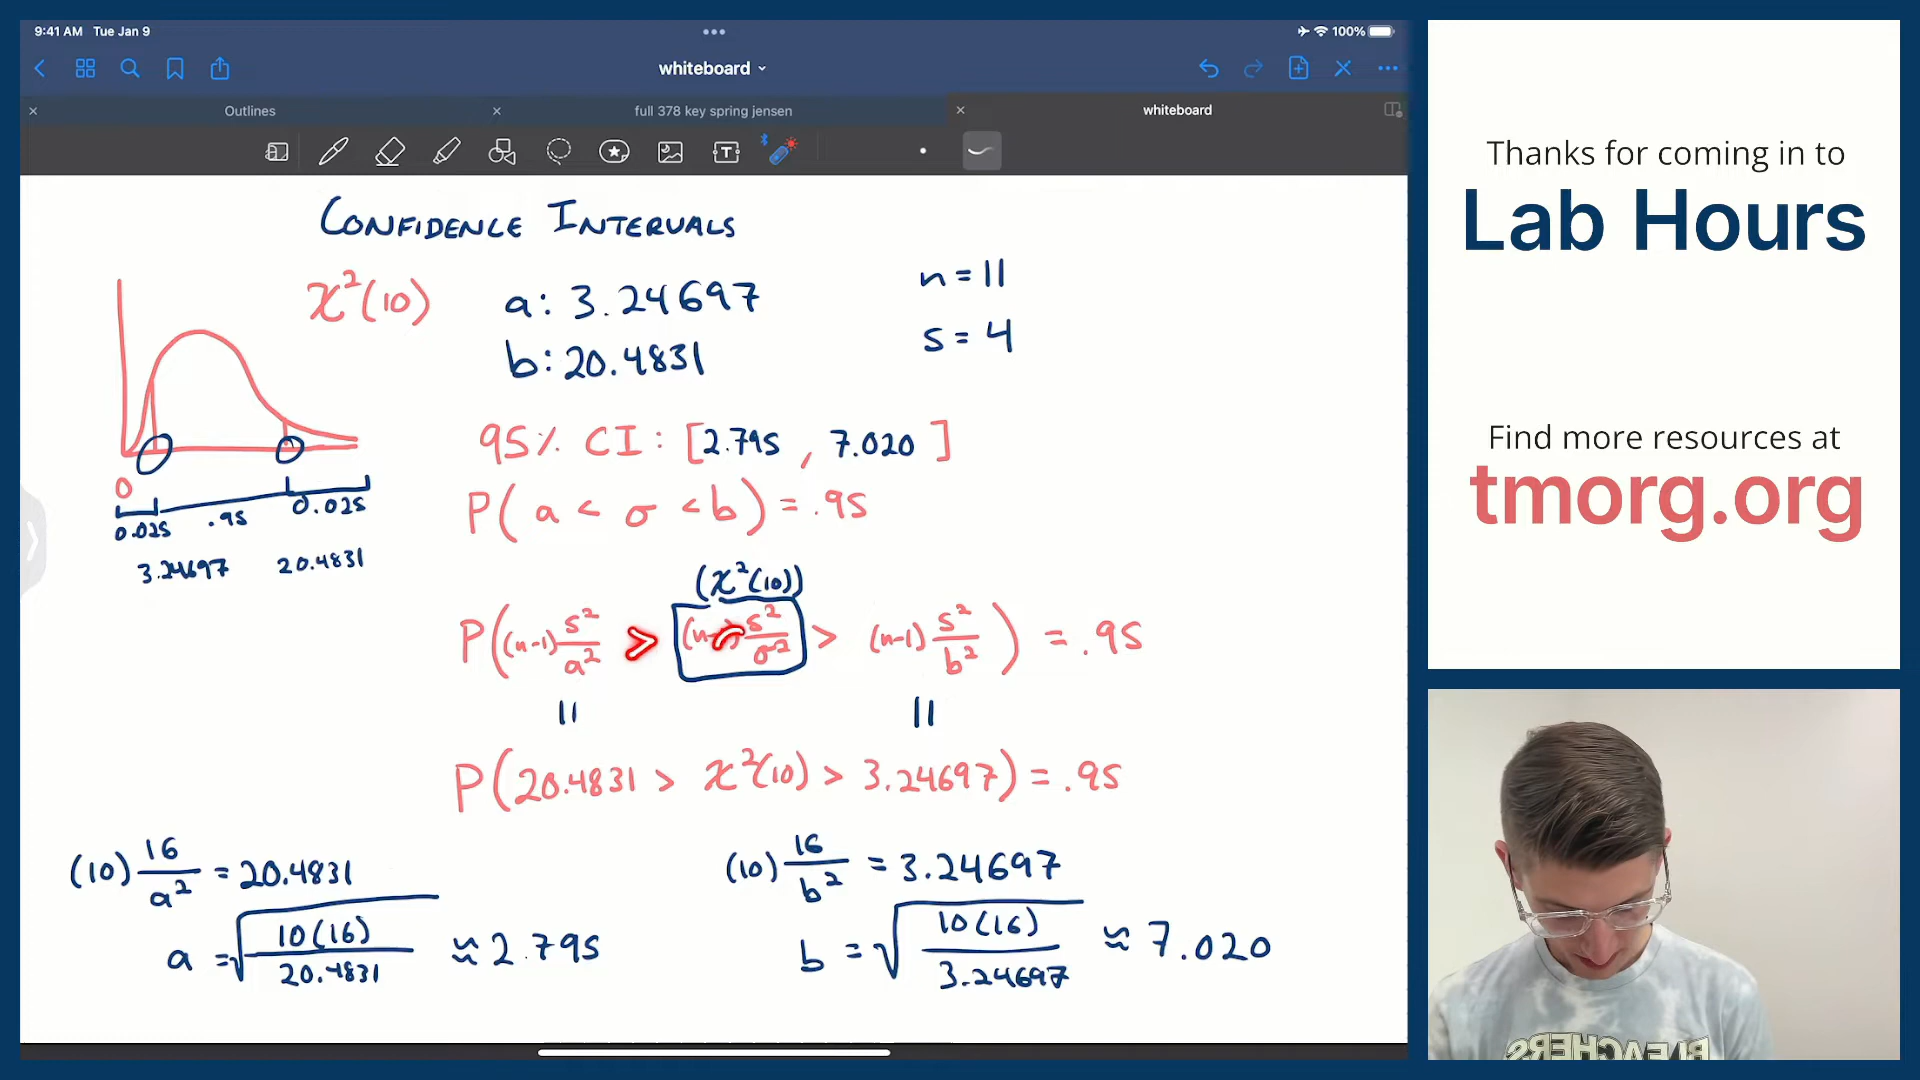 9:41 AM Tue Jan 9
100%
whiteboard
Outlines
full 378 key spring jensen
whiteboard
CONFIDENCE INTERVALS
χ²(10)
a: 3.24697
b: 20.4831
n = 11
s = 4
0
0.025 .95 0.025
3.24697 20.4831
95% CI: [2.795, 7.020]
P(a < σ < b) = .95
(χ²(10))
P((n-1) s²/a² > (n-1) s²/σ² > (n-1) s²/b²) = .95
|| ||
P(20.4831 > χ²(10) > 3.24697) = .95
(10) 16/a² = 20.4831
a = √(10(16)/20.4831) ≈ 2.795
(10) 16/b² = 3.24697
b = √(10(16)/3.24697) ≈ 7.020
Thanks for coming in to
Lab Hours
Find more resources at
tmorg.org
BLEACHERS